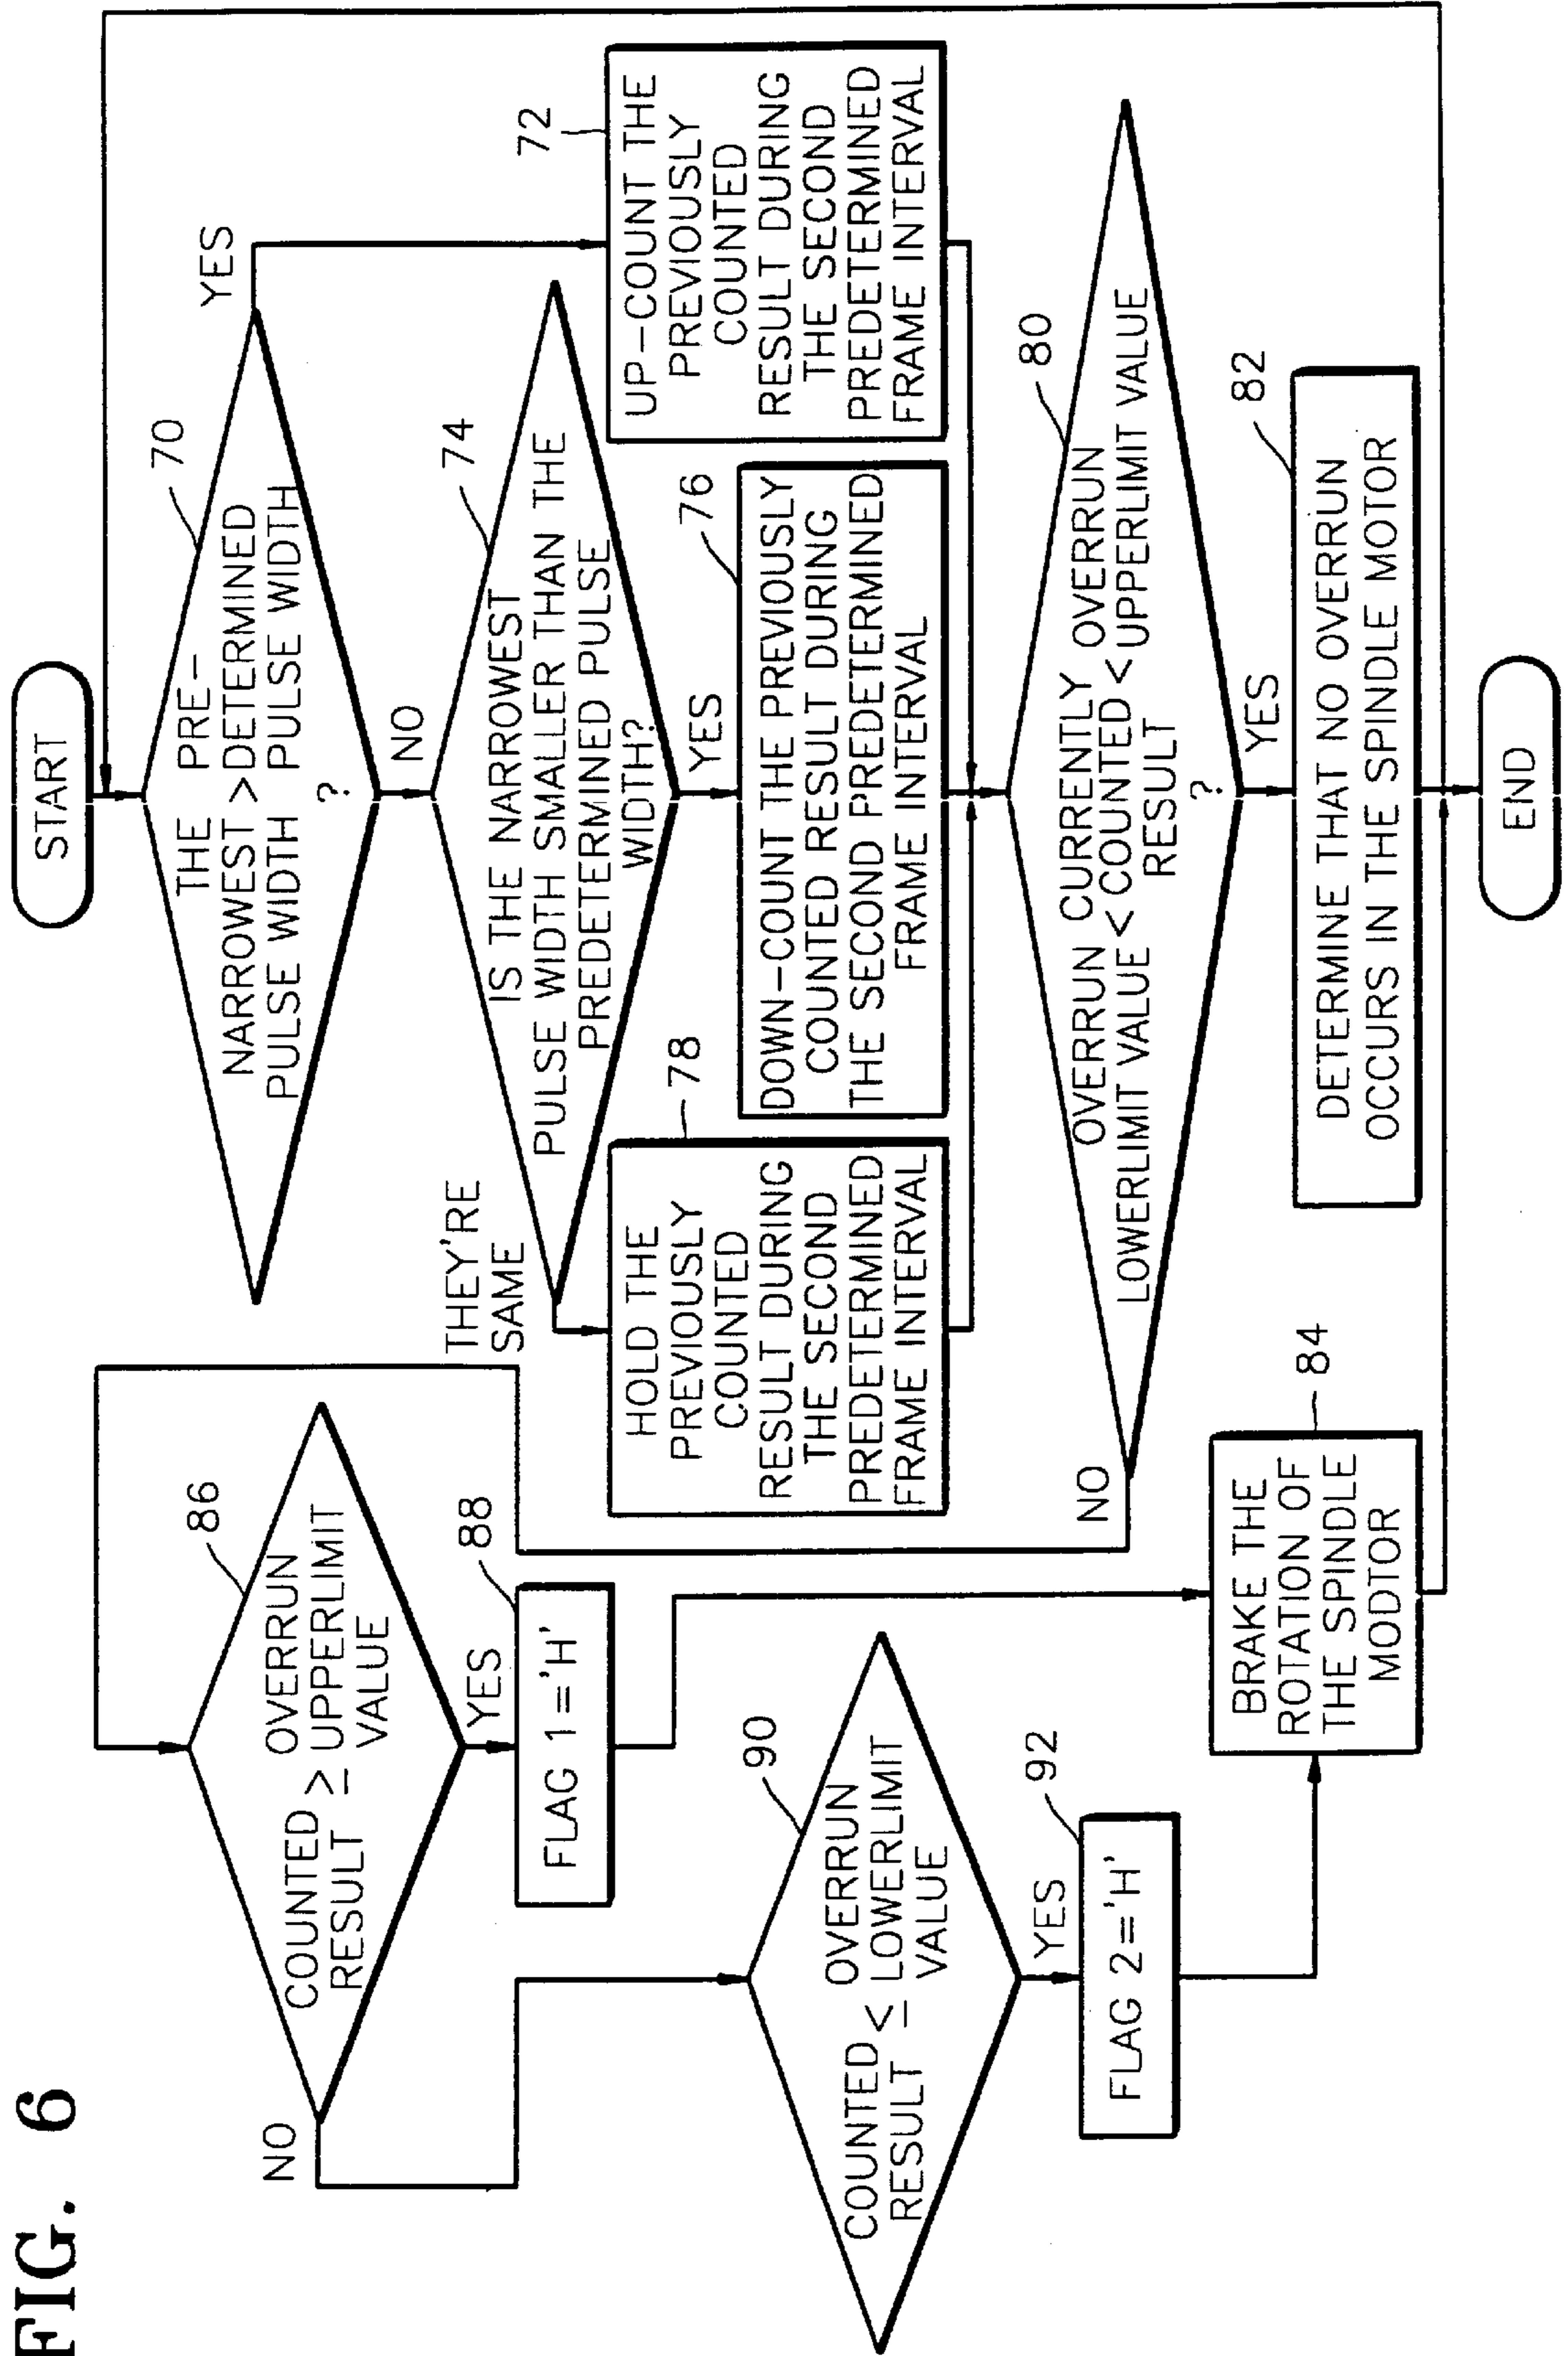 FIG. 6
START
THE PRE-
NARROWEST > DETERMINED
PULSE WIDTH PULSE WIDTH
?
70
YES
NO
IS THE NARROWEST
PULSE WIDTH SMALLER THAN THE
PREDETERMINED PULSE
WIDTH?
74
THEY'RE
SAME
YES
72
UP-COUNT THE
PREVIOUSLY
COUNTED
RESULT DURING
THE SECOND
PREDETERMINED
FRAME INTERVAL
76
DOWN-COUNT THE PREVIOUSLY
COUNTED RESULT DURING
THE SECOND PREDETERMINED
FRAME INTERVAL
78
HOLD THE
PREVIOUSLY
COUNTED
RESULT DURING
THE SECOND
PREDETERMINED
FRAME INTERVAL
80
OVERRUN CURRENTLY OVERRUN
LOWERLIMIT VALUE < COUNTED < UPPERLIMIT VALUE
RESULT
?
NO
YES
82
DETERMINE THAT NO OVERRUN
OCCURS IN THE SPINDLE MOTOR
END
86
COUNTED ≥ OVERRUN
RESULT UPPERLIMIT
VALUE
NO
YES
88
FLAG 1='H'
90
COUNTED ≤ OVERRUN
RESULT LOWERLIMIT
VALUE
YES
92
FLAG 2='H'
84
BRAKE THE
ROTATION OF
THE SPINDLE
MODTOR